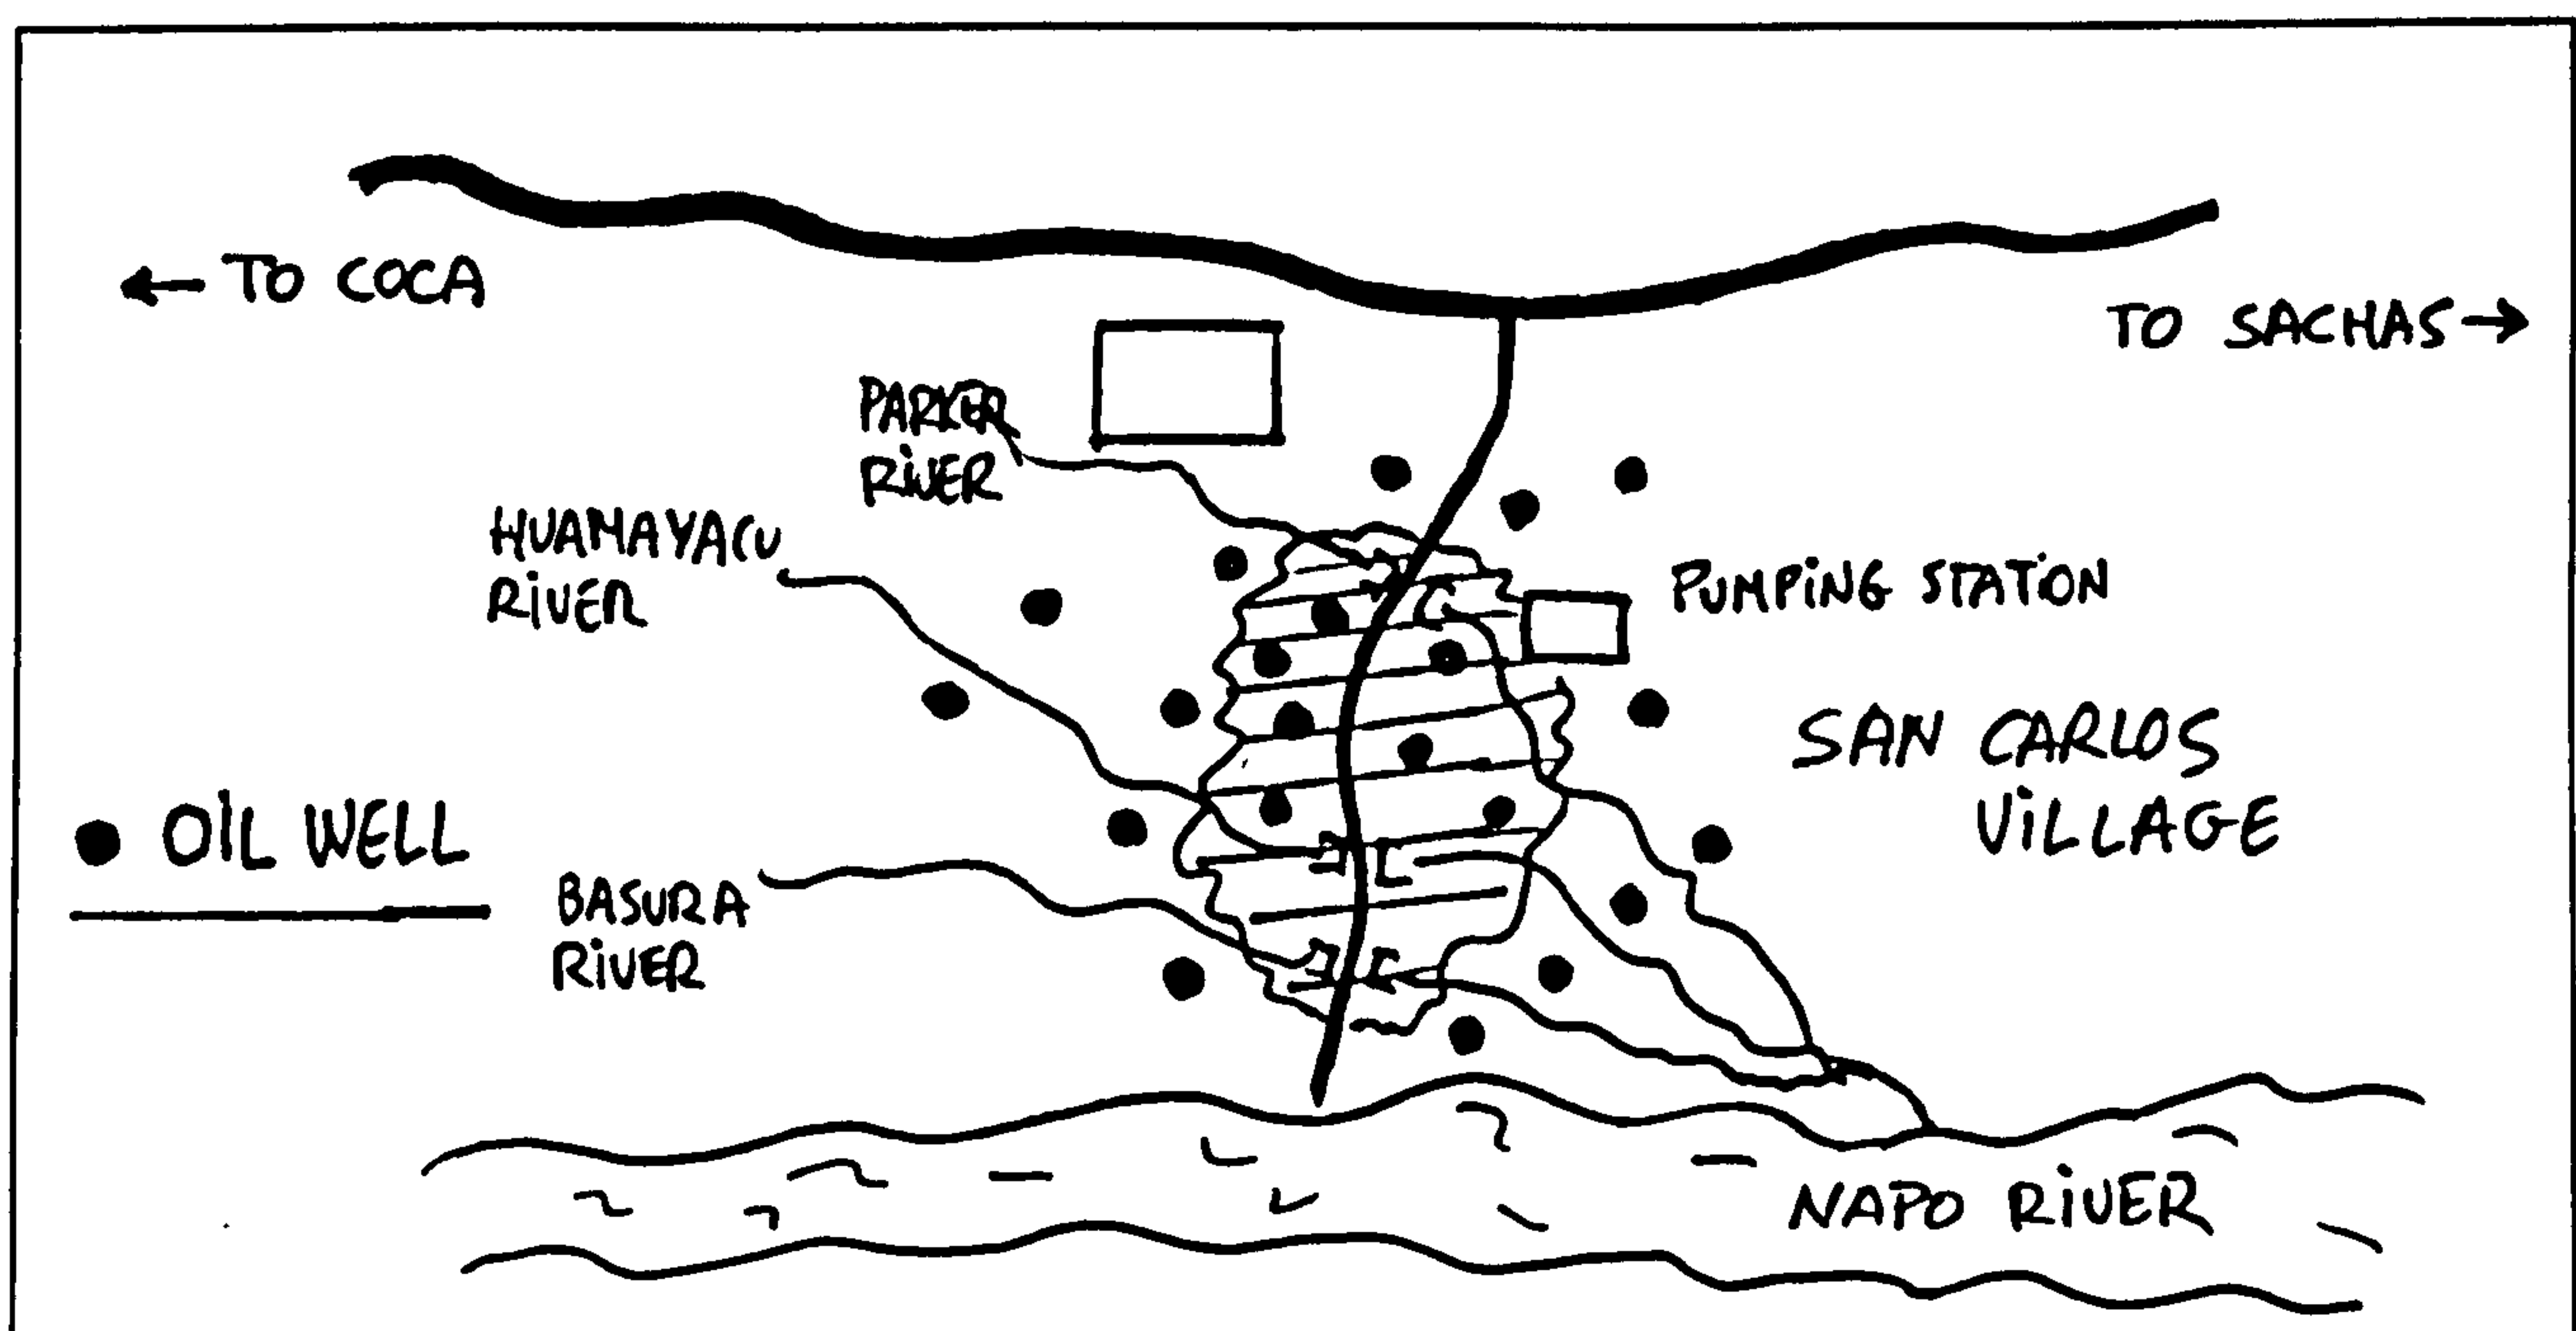 ← TO COCA
TO SACHAS →
PARKER
RIVER
HUAMAYACU
RIVER
PUMPING STATION
SAN CARLOS
VILLAGE
OIL WELL
BASURA
RIVER
NAPO RIVER